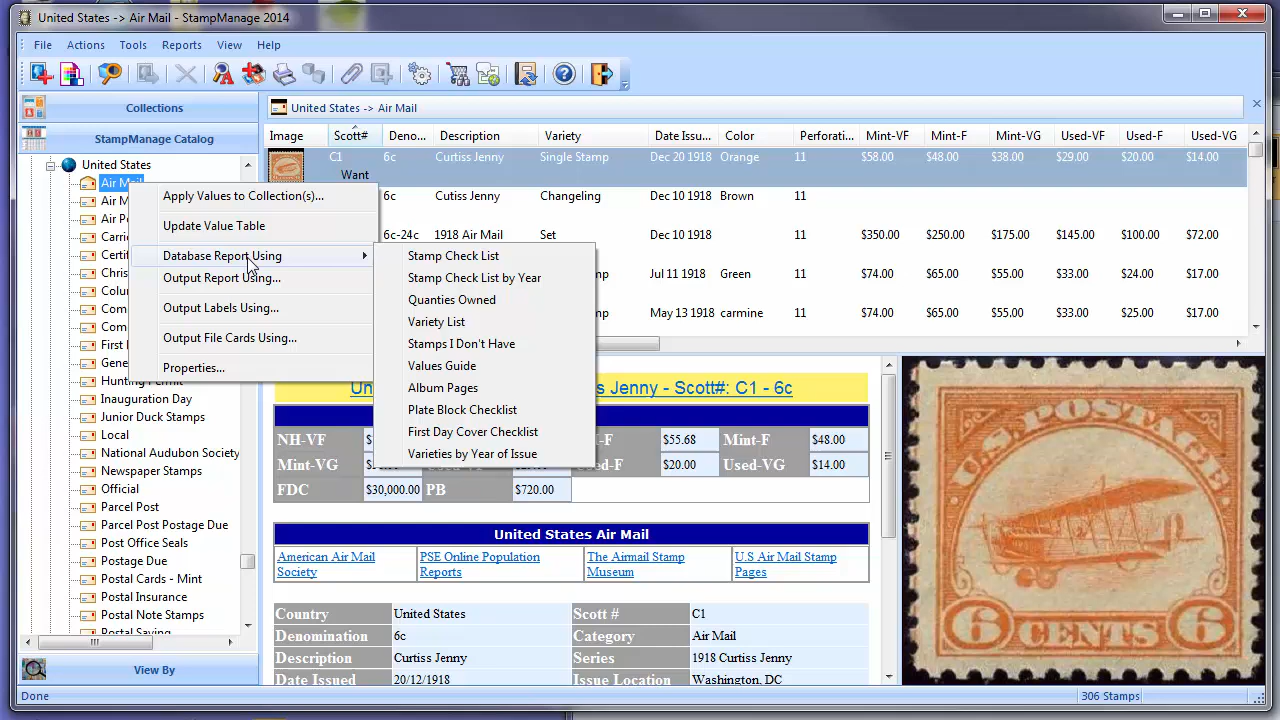 United States -> Air Mail - StampManage 2014
File Actions Tools Reports View Help
Collections
StampManage Catalog
United States
Air Mail
Air M
Air P
Carri
Certi
Chris
Colu
Com
Com
First
Gene
Hunting Permit
Inauguration Day
Junior Duck Stamps
Local
National Audubon Society
Newspaper Stamps
Official
Parcel Post
Parcel Post Postage Due
Post Office Seals
Postage Due
Postal Cards - Mint
Postal Insurance
Postal Note Stamps
Postal Saving
View By
Apply Values to Collection(s)...
Update Value Table
Database Report Using
Output Report Using...
Output Labels Using...
Output File Cards Using...
Properties...
Stamp Check List
Stamp Check List by Year
Quanties Owned
Variety List
Stamps I Don't Have
Values Guide
Album Pages
Plate Block Checklist
First Day Cover Checklist
Varieties by Year of Issue
United States -> Air Mail
Image Scott# Deno... Description Variety Date Issu... Color Perforati... Mint-VF Mint-F Mint-VG Used-VF Used-F Used-VG
C1 6c Curtiss Jenny Single Stamp Dec 20 1918 Orange 11 $58.00 $48.00 $38.00 $29.00 $20.00 $14.00
Want
6c Cutiss Jenny Changeling Dec 10 1918 Brown 11
6c-24c 1918 Air Mail Set Dec 10 1918 $350.00 $250.00 $175.00 $145.00 $100.00 $72.00
Jul 11 1918 Green 11 $74.00 $65.00 $55.00 $33.00 $24.00 $17.00
May 13 1918 carmine 11 $74.00 $65.00 $55.00 $33.00 $24.00 $17.00
Un s Jenny - Scott#: C1 - 6c
NH-VF $ -F $55.68 Mint-F $48.00
Mint-VG Used-F $20.00 Used-VG $14.00
FDC $30,000.00 PB $720.00
United States Air Mail
American Air Mail Society
PSE Online Population Reports
The Airmail Stamp Museum
U.S Air Mail Stamp Pages
Country United States Scott # C1
Denomination 6c Category Air Mail
Description Curtiss Jenny Series 1918 Curtiss Jenny
Date Issued 20/12/1918 Issue Location Washington, DC
U.S. POSTAGE
6 CENTS 6
Done
306 Stamps